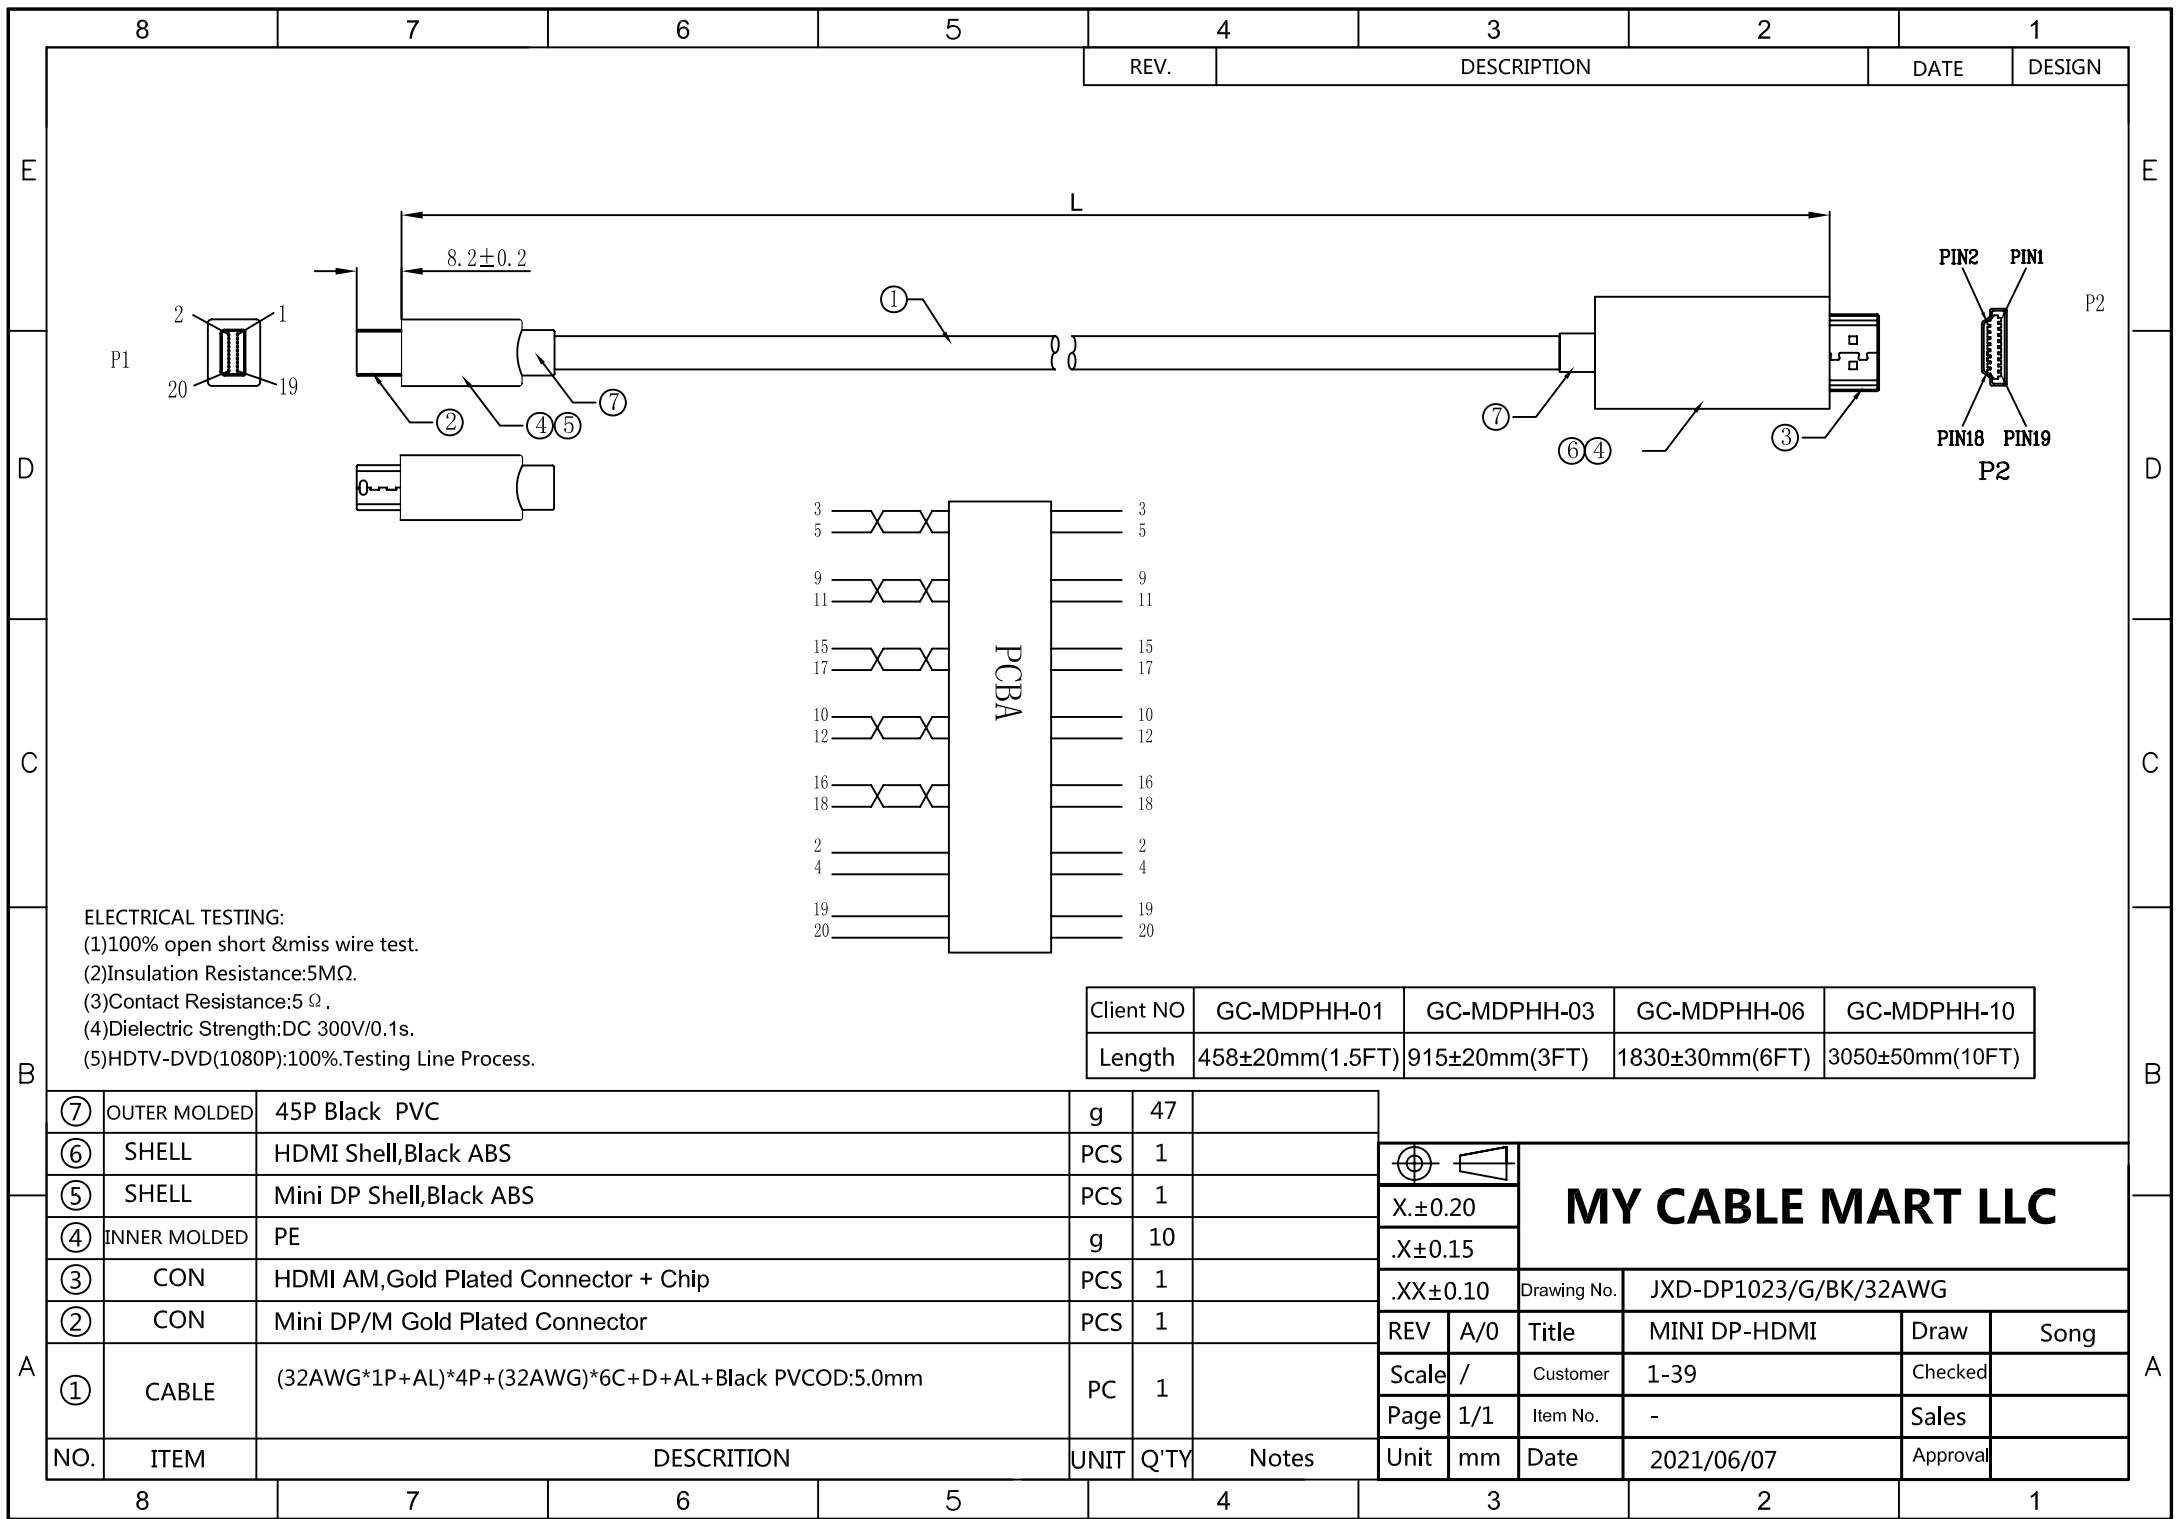 8 7 6 5 4 3 2 1
REV. DESCRIPTION DATE DESIGN
E E
L
8.2±0.2
PIN2 PIN1
P2
①
2 1
P1
20 19
⑦
②
④⑤
⑦
⑥④
③
PIN18 PIN19
P2
D D
3 3
5 5
9 9
11 11
15 15
17 17
PCBA
10 10
12 12
C C
16 16
18 18
2 2
4 4
19 19
20 20
ELECTRICAL TESTING:
(1)100% open short &miss wire test.
(2)Insulation Resistance:5MΩ.
(3)Contact Resistance:5 Ω .
(4)Dielectric Strength:DC 300V/0.1s.
(5)HDTV-DVD(1080P):100%.Testing Line Process.
Client NO GC-MDPHH-01 GC-MDPHH-03 GC-MDPHH-06 GC-MDPHH-10
Length 458±20mm(1.5FT) 915±20mm(3FT) 1830±30mm(6FT) 3050±50mm(10FT)
B B
⑦ OUTER MOLDED 45P Black PVC g 47
⑥ SHELL HDMI Shell,Black ABS PCS 1
⑤ SHELL Mini DP Shell,Black ABS PCS 1
④ INNER MOLDED PE g 10
③ CON HDMI AM,Gold Plated Connector + Chip PCS 1
② CON Mini DP/M Gold Plated Connector PCS 1
① CABLE (32AWG*1P+AL)*4P+(32AWG)*6C+D+AL+Black PVCOD:5.0mm PC 1
NO. ITEM DESCRITION UNIT Q'TY Notes
X.±0.20
MY CABLE MART LLC
.X±0.15
.XX±0.10 Drawing No. JXD-DP1023/G/BK/32AWG
REV A/0 Title MINI DP-HDMI Draw Song
Scale / Customer 1-39 Checked
Page 1/1 Item No. - Sales
Unit mm Date 2021/06/07 Approval
A A
8 7 6 5 4 3 2 1